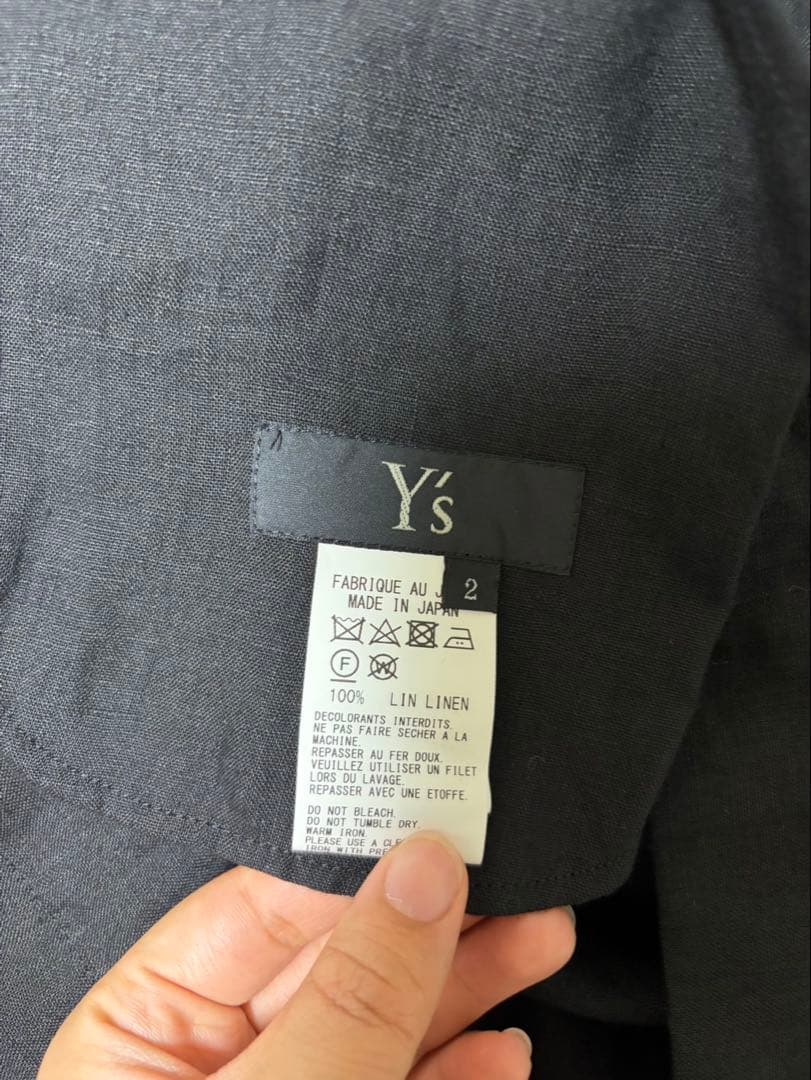 Y's
2
FABRIQUE AU J
MADE IN JAPAN
F
W
100% LIN LINEN
DECOLORANTS INTERDITS.
NE PAS FAIRE SECHER A LA
MACHINE.
REPASSER AU FER DOUX.
VEUILLEZ UTILISER UN FILET
LORS DU LAVAGE.
REPASSER AVEC UNE ETOFFE.
DO NOT BLEACH.
DO NOT TUMBLE DRY.
WARM IRON.
PLEASE USE A
IRON WITH